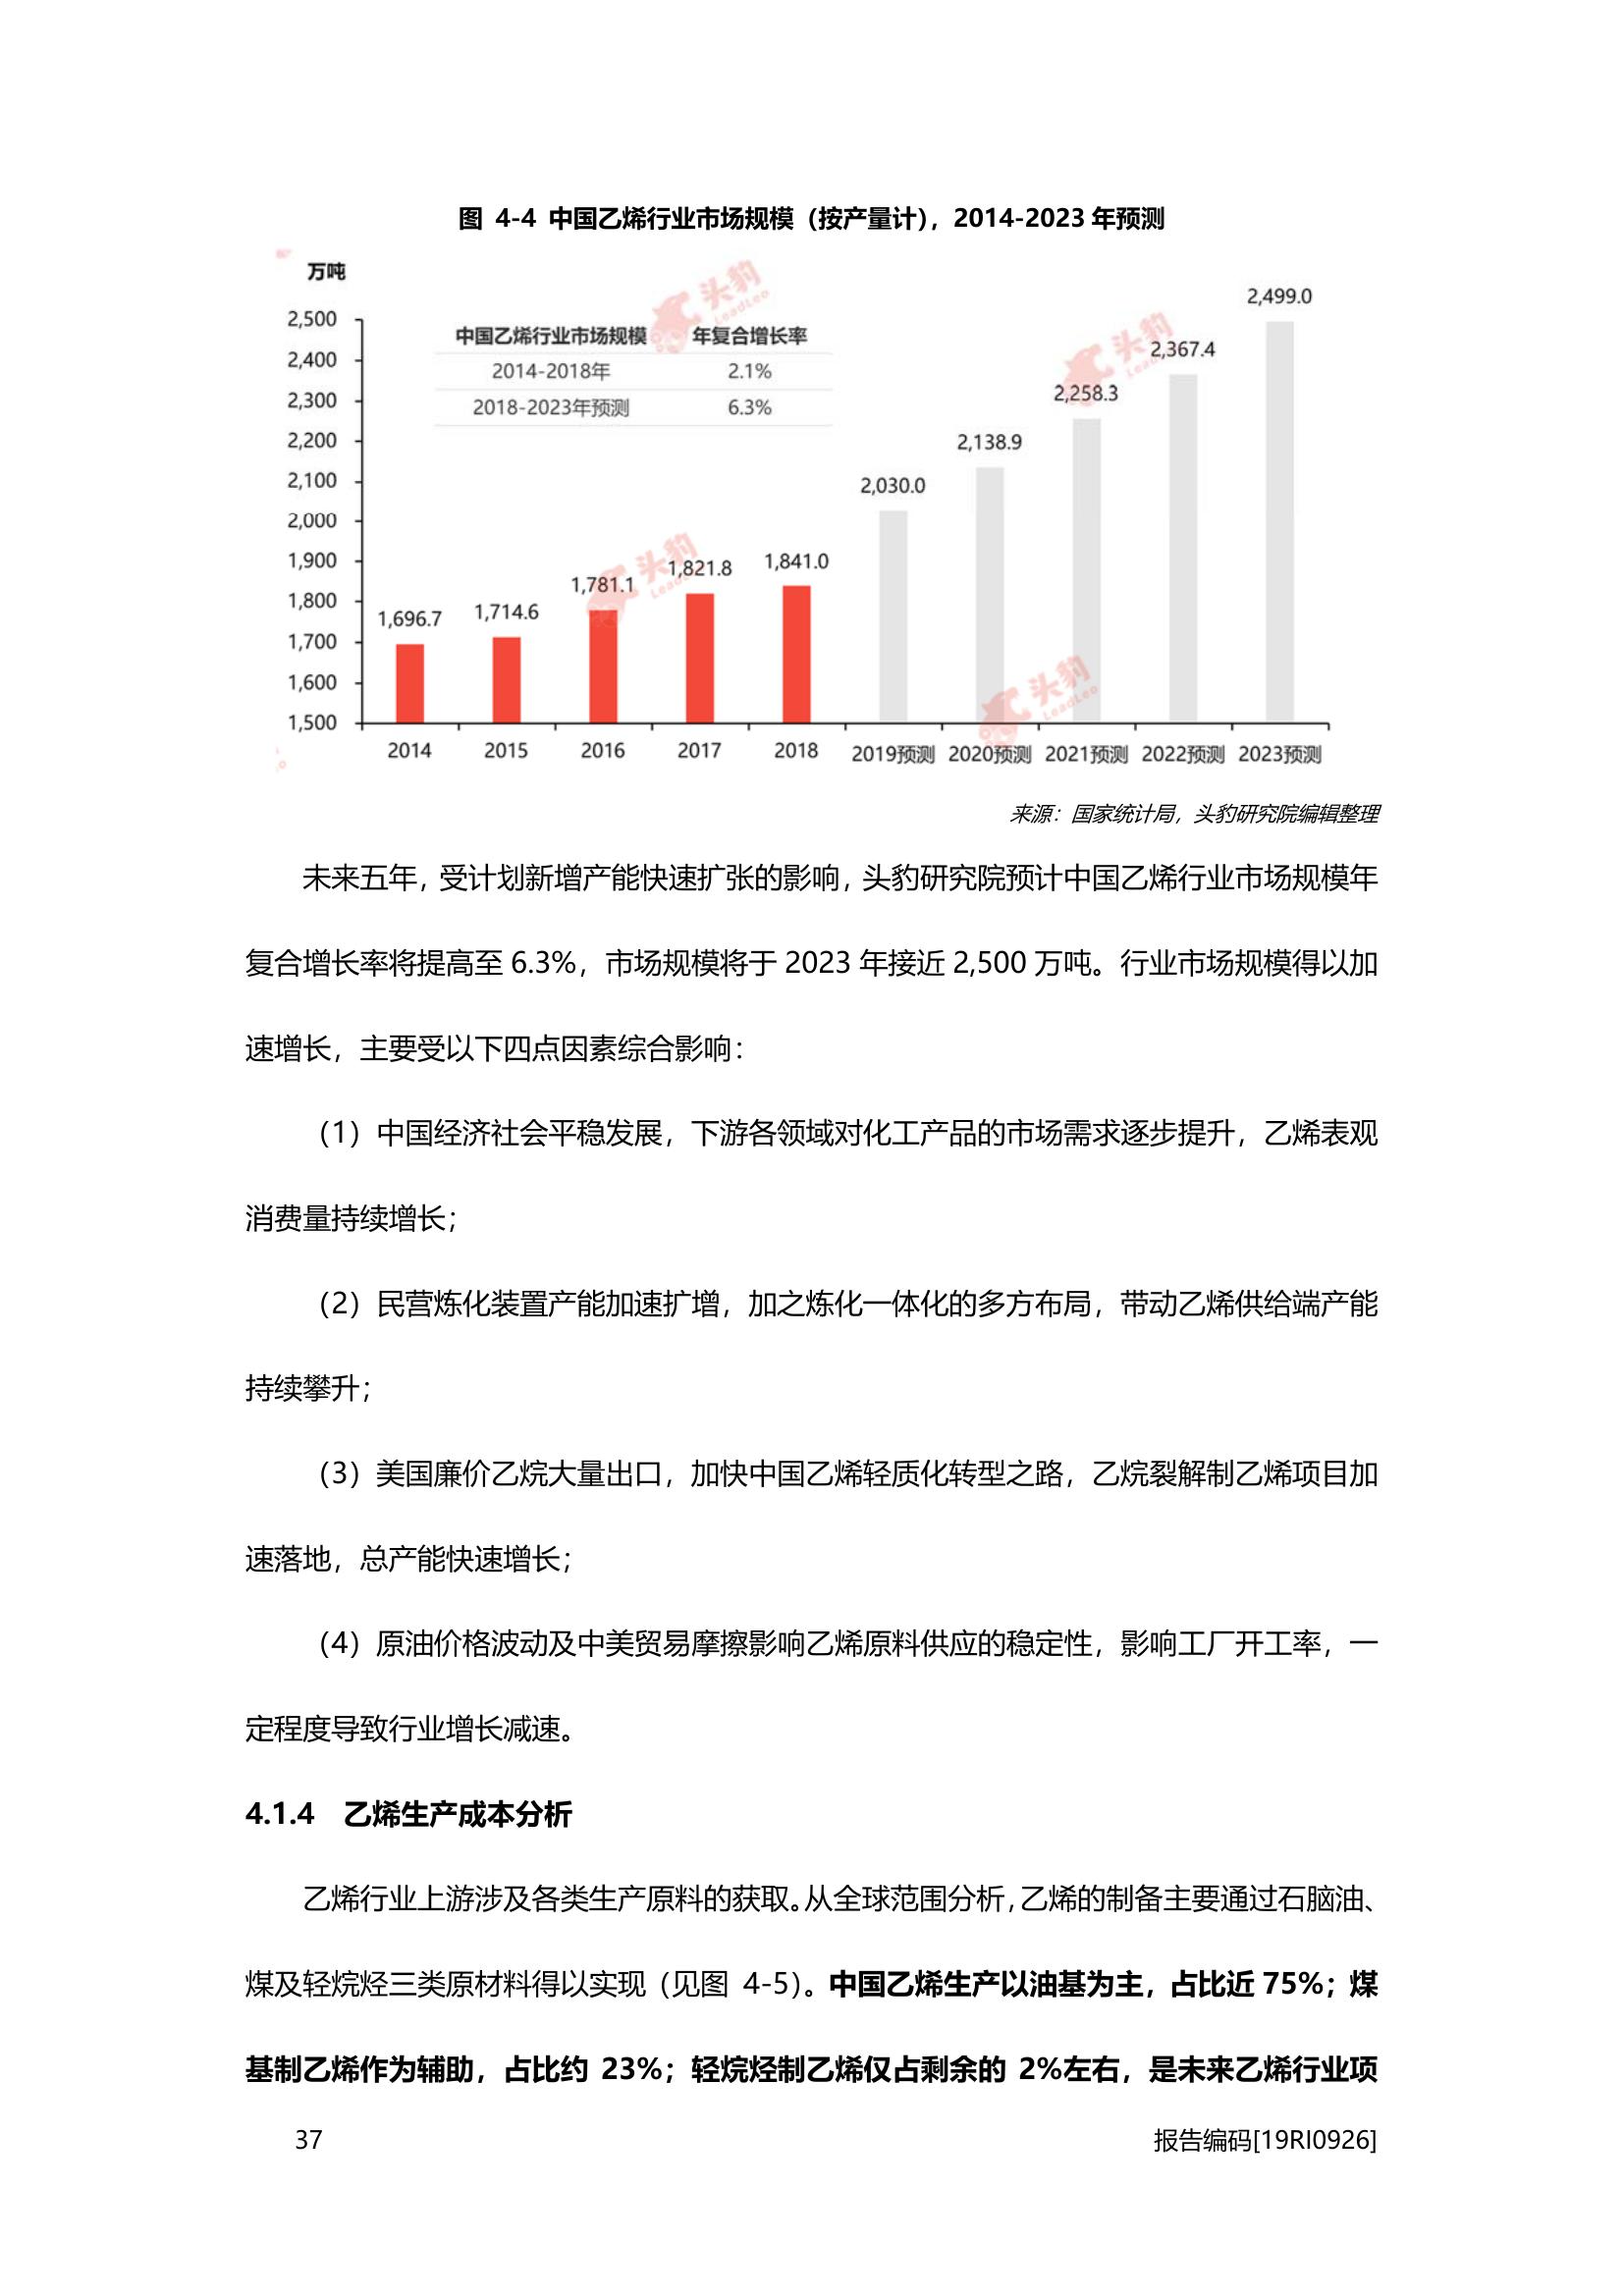 图 4-4 中国乙烯行业市场规模（按产量计），2014-2023 年预测
万吨
中国乙烯行业市场规模 年复合增长率
2014-2018年 2.1%
2018-2023年预测 6.3%
2,500
2,400
2,300
2,200
2,100
2,000
1,900
1,800
1,700
1,600
1,500
1,696.7
1,714.6
1,781.1
1,821.8
1,841.0
2,030.0
2,138.9
2,258.3
2,367.4
2,499.0
2014 2015 2016 2017 2018 2019预测 2020预测 2021预测 2022预测 2023预测
头豹
LeadLeo
头豹
LeadLeo
头豹
LeadLeo
头豹
LeadLeo
来源：国家统计局，头豹研究院编辑整理
未来五年，受计划新增产能快速扩张的影响，头豹研究院预计中国乙烯行业市场规模年
复合增长率将提高至 6.3%，市场规模将于 2023 年接近 2,500 万吨。行业市场规模得以加
速增长，主要受以下四点因素综合影响：
（1）中国经济社会平稳发展，下游各领域对化工产品的市场需求逐步提升，乙烯表观
消费量持续增长；
（2）民营炼化装置产能加速扩增，加之炼化一体化的多方布局，带动乙烯供给端产能
持续攀升；
（3）美国廉价乙烷大量出口，加快中国乙烯轻质化转型之路，乙烷裂解制乙烯项目加
速落地，总产能快速增长；
（4）原油价格波动及中美贸易摩擦影响乙烯原料供应的稳定性，影响工厂开工率，一
定程度导致行业增长减速。
4.1.4 乙烯生产成本分析
乙烯行业上游涉及各类生产原料的获取。从全球范围分析，乙烯的制备主要通过石脑油、
煤及轻烷烃三类原材料得以实现（见图 4-5）。中国乙烯生产以油基为主，占比近 75%；煤
基制乙烯作为辅助，占比约 23%；轻烷烃制乙烯仅占剩余的 2%左右，是未来乙烯行业项
37 报告编码[19RI0926]